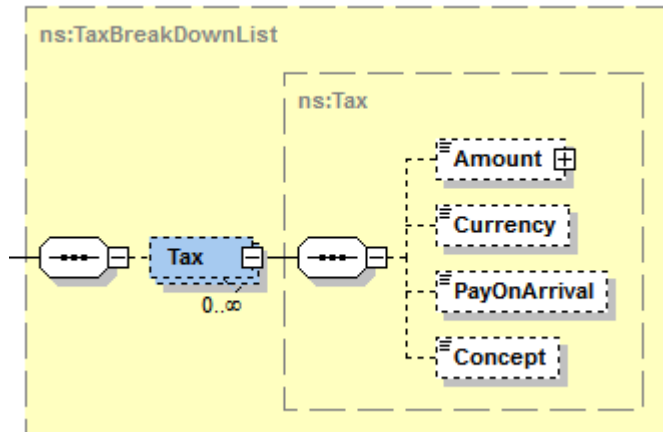 ns:TaxBreakDownList
ns:Tax
Amount
Currency
Tax
0..∞
PayOnArrival
Concept